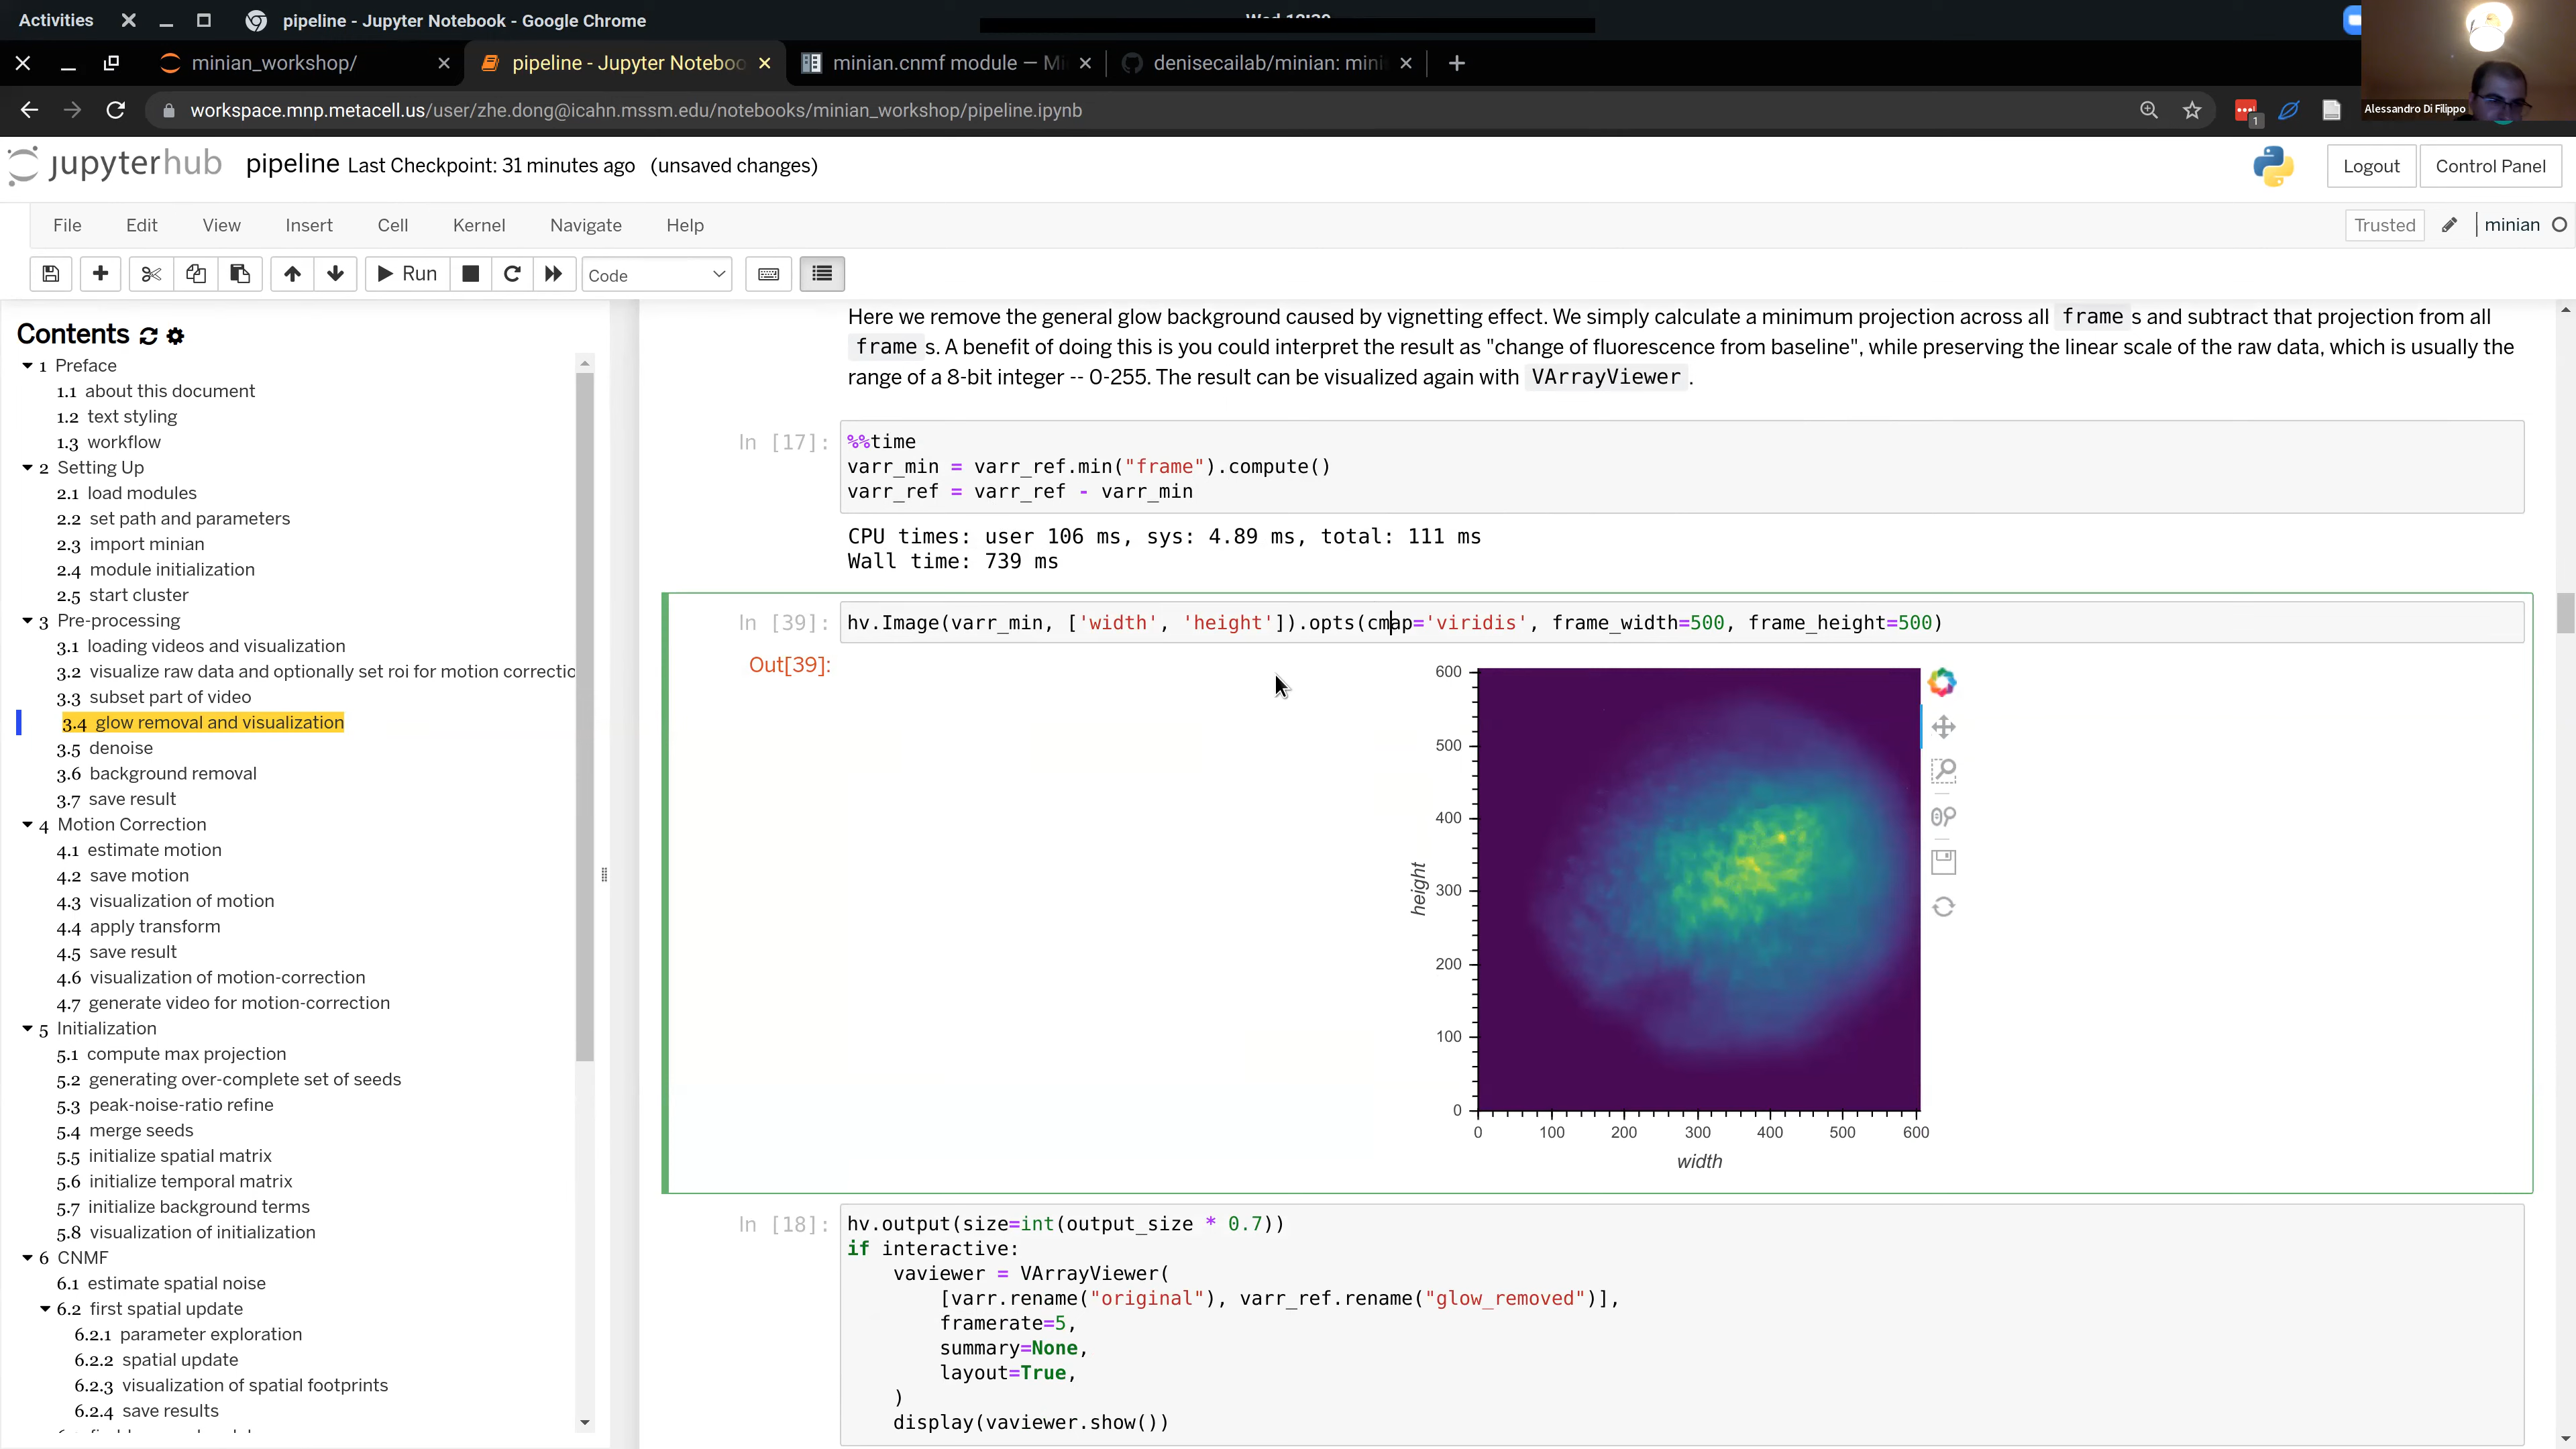 Activities
pipeline - Jupyter Notebook - Google Chrome
minian_workshop/
pipeline - Jupyter Noteboo
minian.cnmf module — Mi
denisecailab/minian: mini
workspace.mnp.metacell.us/user/zhe.dong@icahn.mssm.edu/notebooks/minian_workshop/pipeline.ipynb
1
Alessandro Di Filippo
jupyterhub pipeline Last Checkpoint: 31 minutes ago (unsaved changes)
Logout
Control Panel
File Edit View Insert Cell Kernel Navigate Help
Trusted
minian
Run
Code
Contents
1 Preface
1.1 about this document
1.2 text styling
1.3 workflow
2 Setting Up
2.1 load modules
2.2 set path and parameters
2.3 import minian
2.4 module initialization
2.5 start cluster
3 Pre-processing
3.1 loading videos and visualization
3.2 visualize raw data and optionally set roi for motion correctio
3.3 subset part of video
3.4 glow removal and visualization
3.5 denoise
3.6 background removal
3.7 save result
4 Motion Correction
4.1 estimate motion
4.2 save motion
4.3 visualization of motion
4.4 apply transform
4.5 save result
4.6 visualization of motion-correction
4.7 generate video for motion-correction
5 Initialization
5.1 compute max projection
5.2 generating over-complete set of seeds
5.3 peak-noise-ratio refine
5.4 merge seeds
5.5 initialize spatial matrix
5.6 initialize temporal matrix
5.7 initialize background terms
5.8 visualization of initialization
6 CNMF
6.1 estimate spatial noise
6.2 first spatial update
6.2.1 parameter exploration
6.2.2 spatial update
6.2.3 visualization of spatial footprints
6.2.4 save results
Here we remove the general glow background caused by vignetting effect. We simply calculate a minimum projection across all frame s and subtract that projection from all
frame s. A benefit of doing this is you could interpret the result as "change of fluorescence from baseline", while preserving the linear scale of the raw data, which is usually the
range of a 8-bit integer -- 0-255. The result can be visualized again with VArrayViewer .
In [17]:
%%time
varr_min = varr_ref.min("frame").compute()
varr_ref = varr_ref - varr_min
CPU times: user 106 ms, sys: 4.89 ms, total: 111 ms
Wall time: 739 ms
In [39]:
hv.Image(varr_min, ['width', 'height']).opts(cmap='viridis', frame_width=500, frame_height=500)
Out[39]:
600
500
400
300
200
100
0
height
0 100 200 300 400 500 600
width
In [18]:
hv.output(size=int(output_size * 0.7))
if interactive:
vaviewer = VArrayViewer(
[varr.rename("original"), varr_ref.rename("glow_removed")],
framerate=5,
summary=None,
layout=True,
)
display(vaviewer.show())